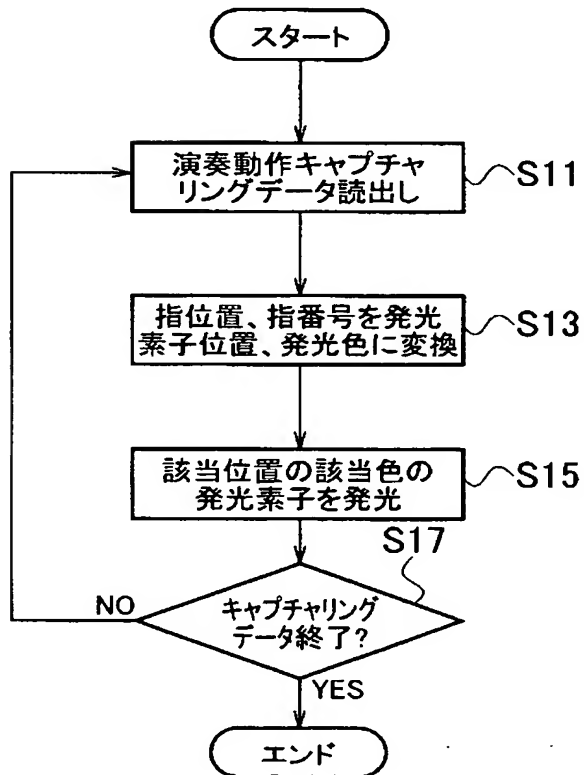 スタート
演奏動作キャプチャ
リングデータ読出し
S11
指位置、指番号を発光
素子位置、発光色に変換
S13
該当位置の該当色の
発光素子を発光
S15
S17
キャプチャリング
データ終了?
NO
YES
エンド